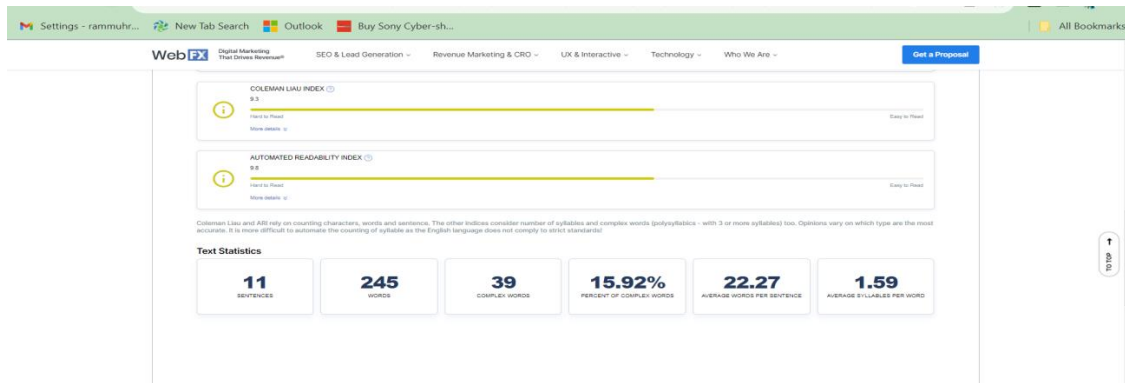 Settings - rammuhr... New Tab Search Outlook Buy Sony Cyber-sh... All Bookmarks
WebFX Digital Marketing That Drives Revenue® SEO & Lead Generation Revenue Marketing & CRO UX & Interactive Technology Who We Are Get a Proposal
COLEMAN LIAU INDEX
9.3
Hard to Read Easy to Read
More details
AUTOMATED READABILITY INDEX
9.8
Hard to Read Easy to Read
More details
Coleman Liau and ARI rely on counting characters, words and sentence. The other indices consider number of syllables and complex words (polysyllabics - with 3 or more syllables) too. Opinions vary on which type are the most
accurate. It is more difficult to automate the counting of syllable as the English language does not comply to strict standards!
TO TOP
Text Statistics
11 245 39 15.92% 22.27 1.59
SENTENCES WORDS COMPLEX WORDS PERCENT OF COMPLEX WORDS AVERAGE WORDS PER SENTENCE AVERAGE SYLLABLES PER WORD